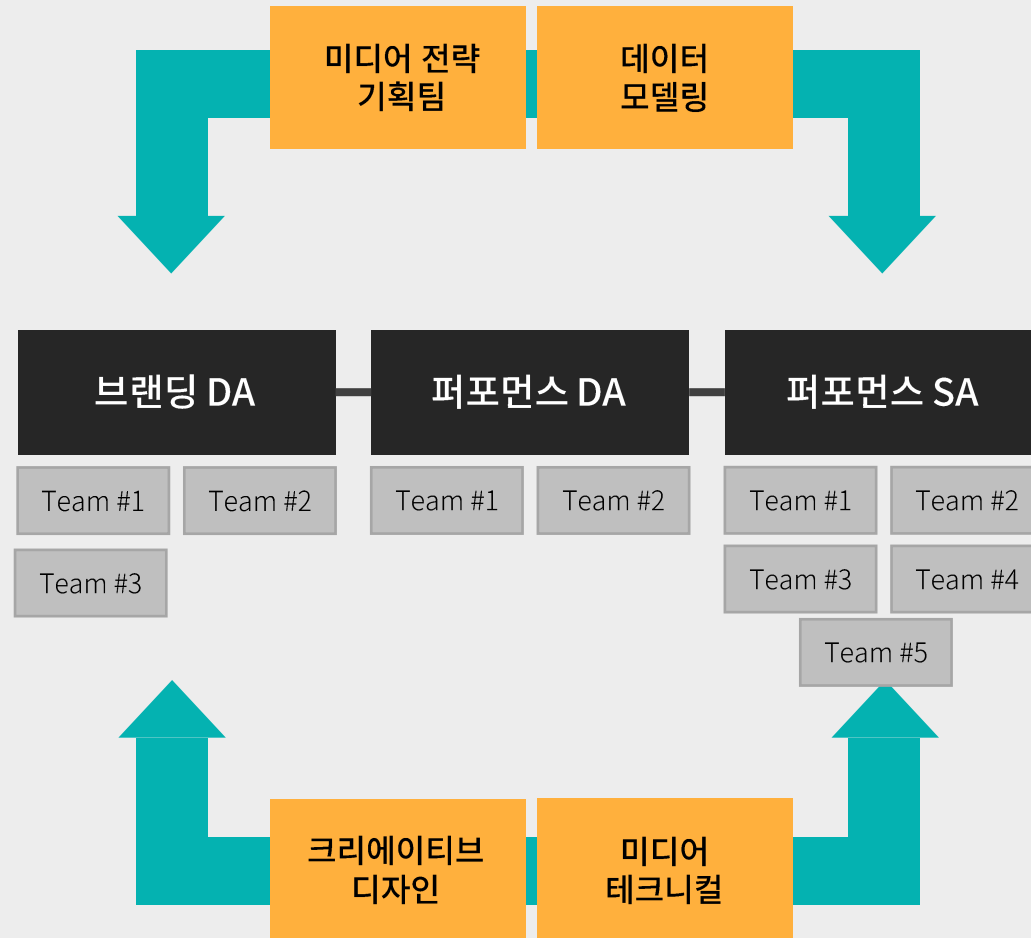 미디어 전략
기획팀
데이터
모델링
브랜딩 DA
퍼포먼스 DA
퍼포먼스 SA
Team #1
Team #2
Team #3
Team #1
Team #2
Team #1
Team #2
Team #3
Team #4
Team #5
크리에이티브
디자인
미디어
테크니컬